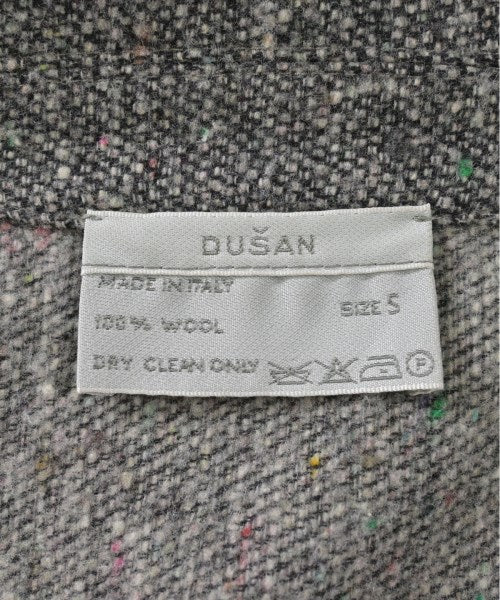 DUŠAN
MADE IN ITALY
100% WOOL
SIZE S
DRY CLEAN ONLY
P